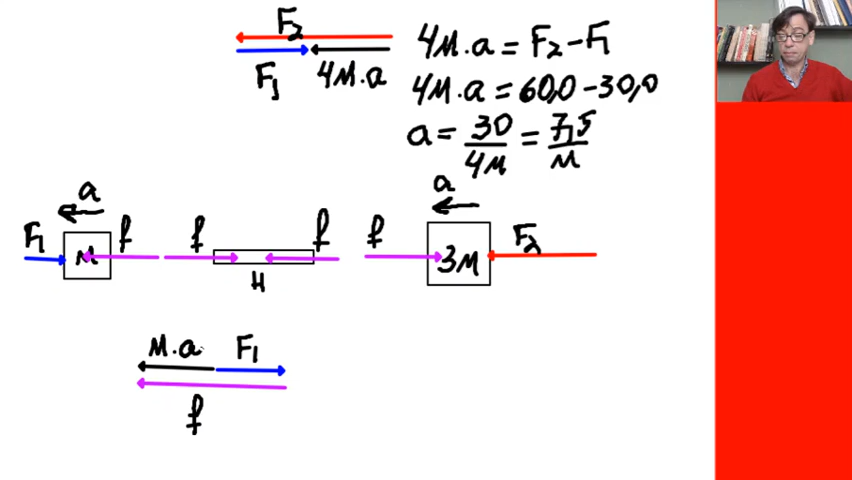 F2
F1 4M.a
4M.a = F2 - F1
4M.a = 60,0 - 30,0
a = 30/4M = 7,5/M
a a
F1 M f f f f 3M F2
H
M.a F1
f